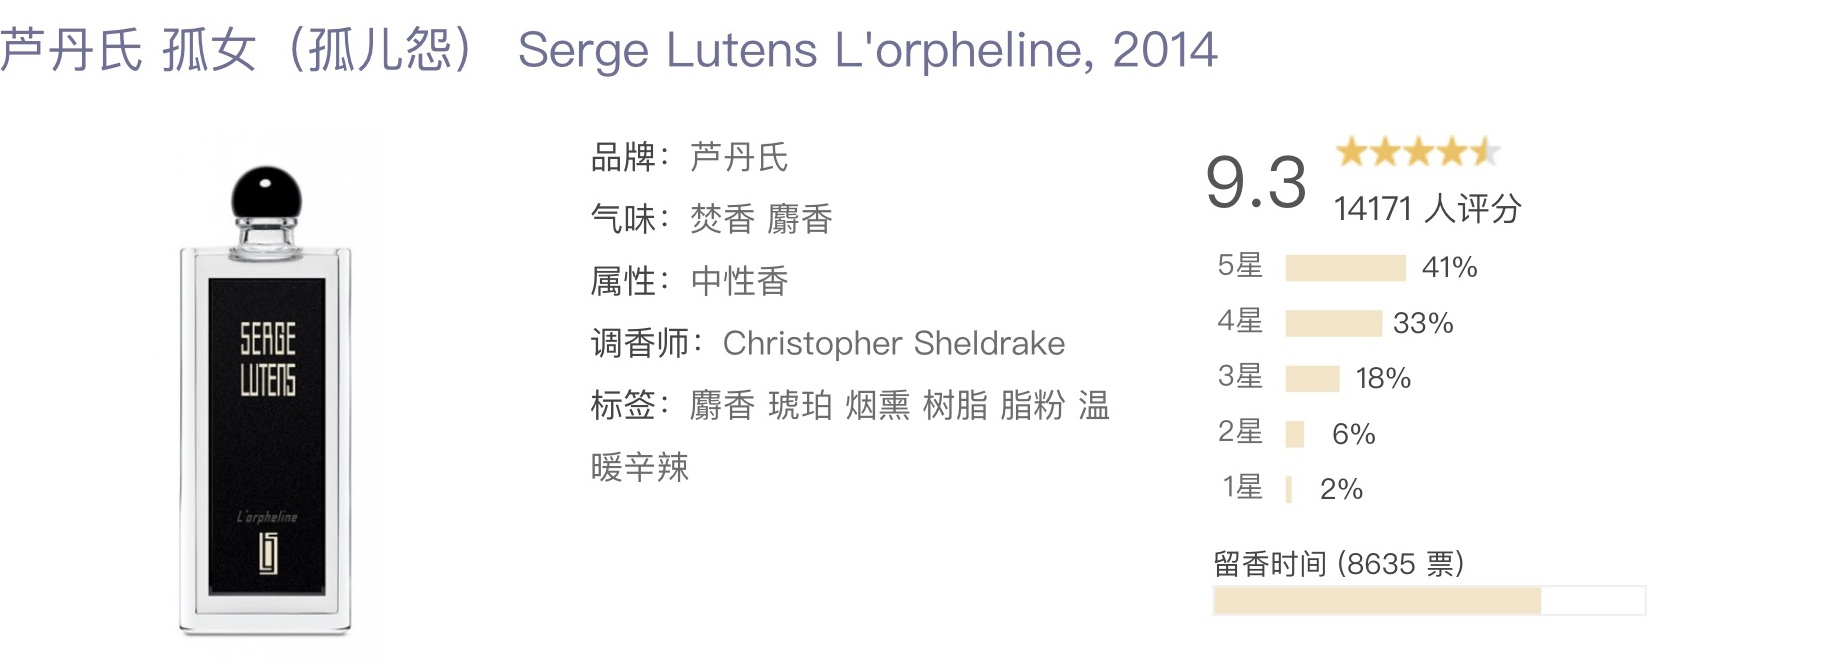 芦丹氏 孤女（孤儿怨） Serge Lutens L'orpheline, 2014
SERGE
LUTENS
L'orpheline
品牌：芦丹氏
气味：焚香 麝香
属性：中性香
调香师：Christopher Sheldrake
标签：麝香 琥珀 烟熏 树脂 脂粉 温
暖辛辣
9.3
14171 人评分
5星 41%
4星 33%
3星 18%
2星 6%
1星 2%
留香时间 (8635 票)